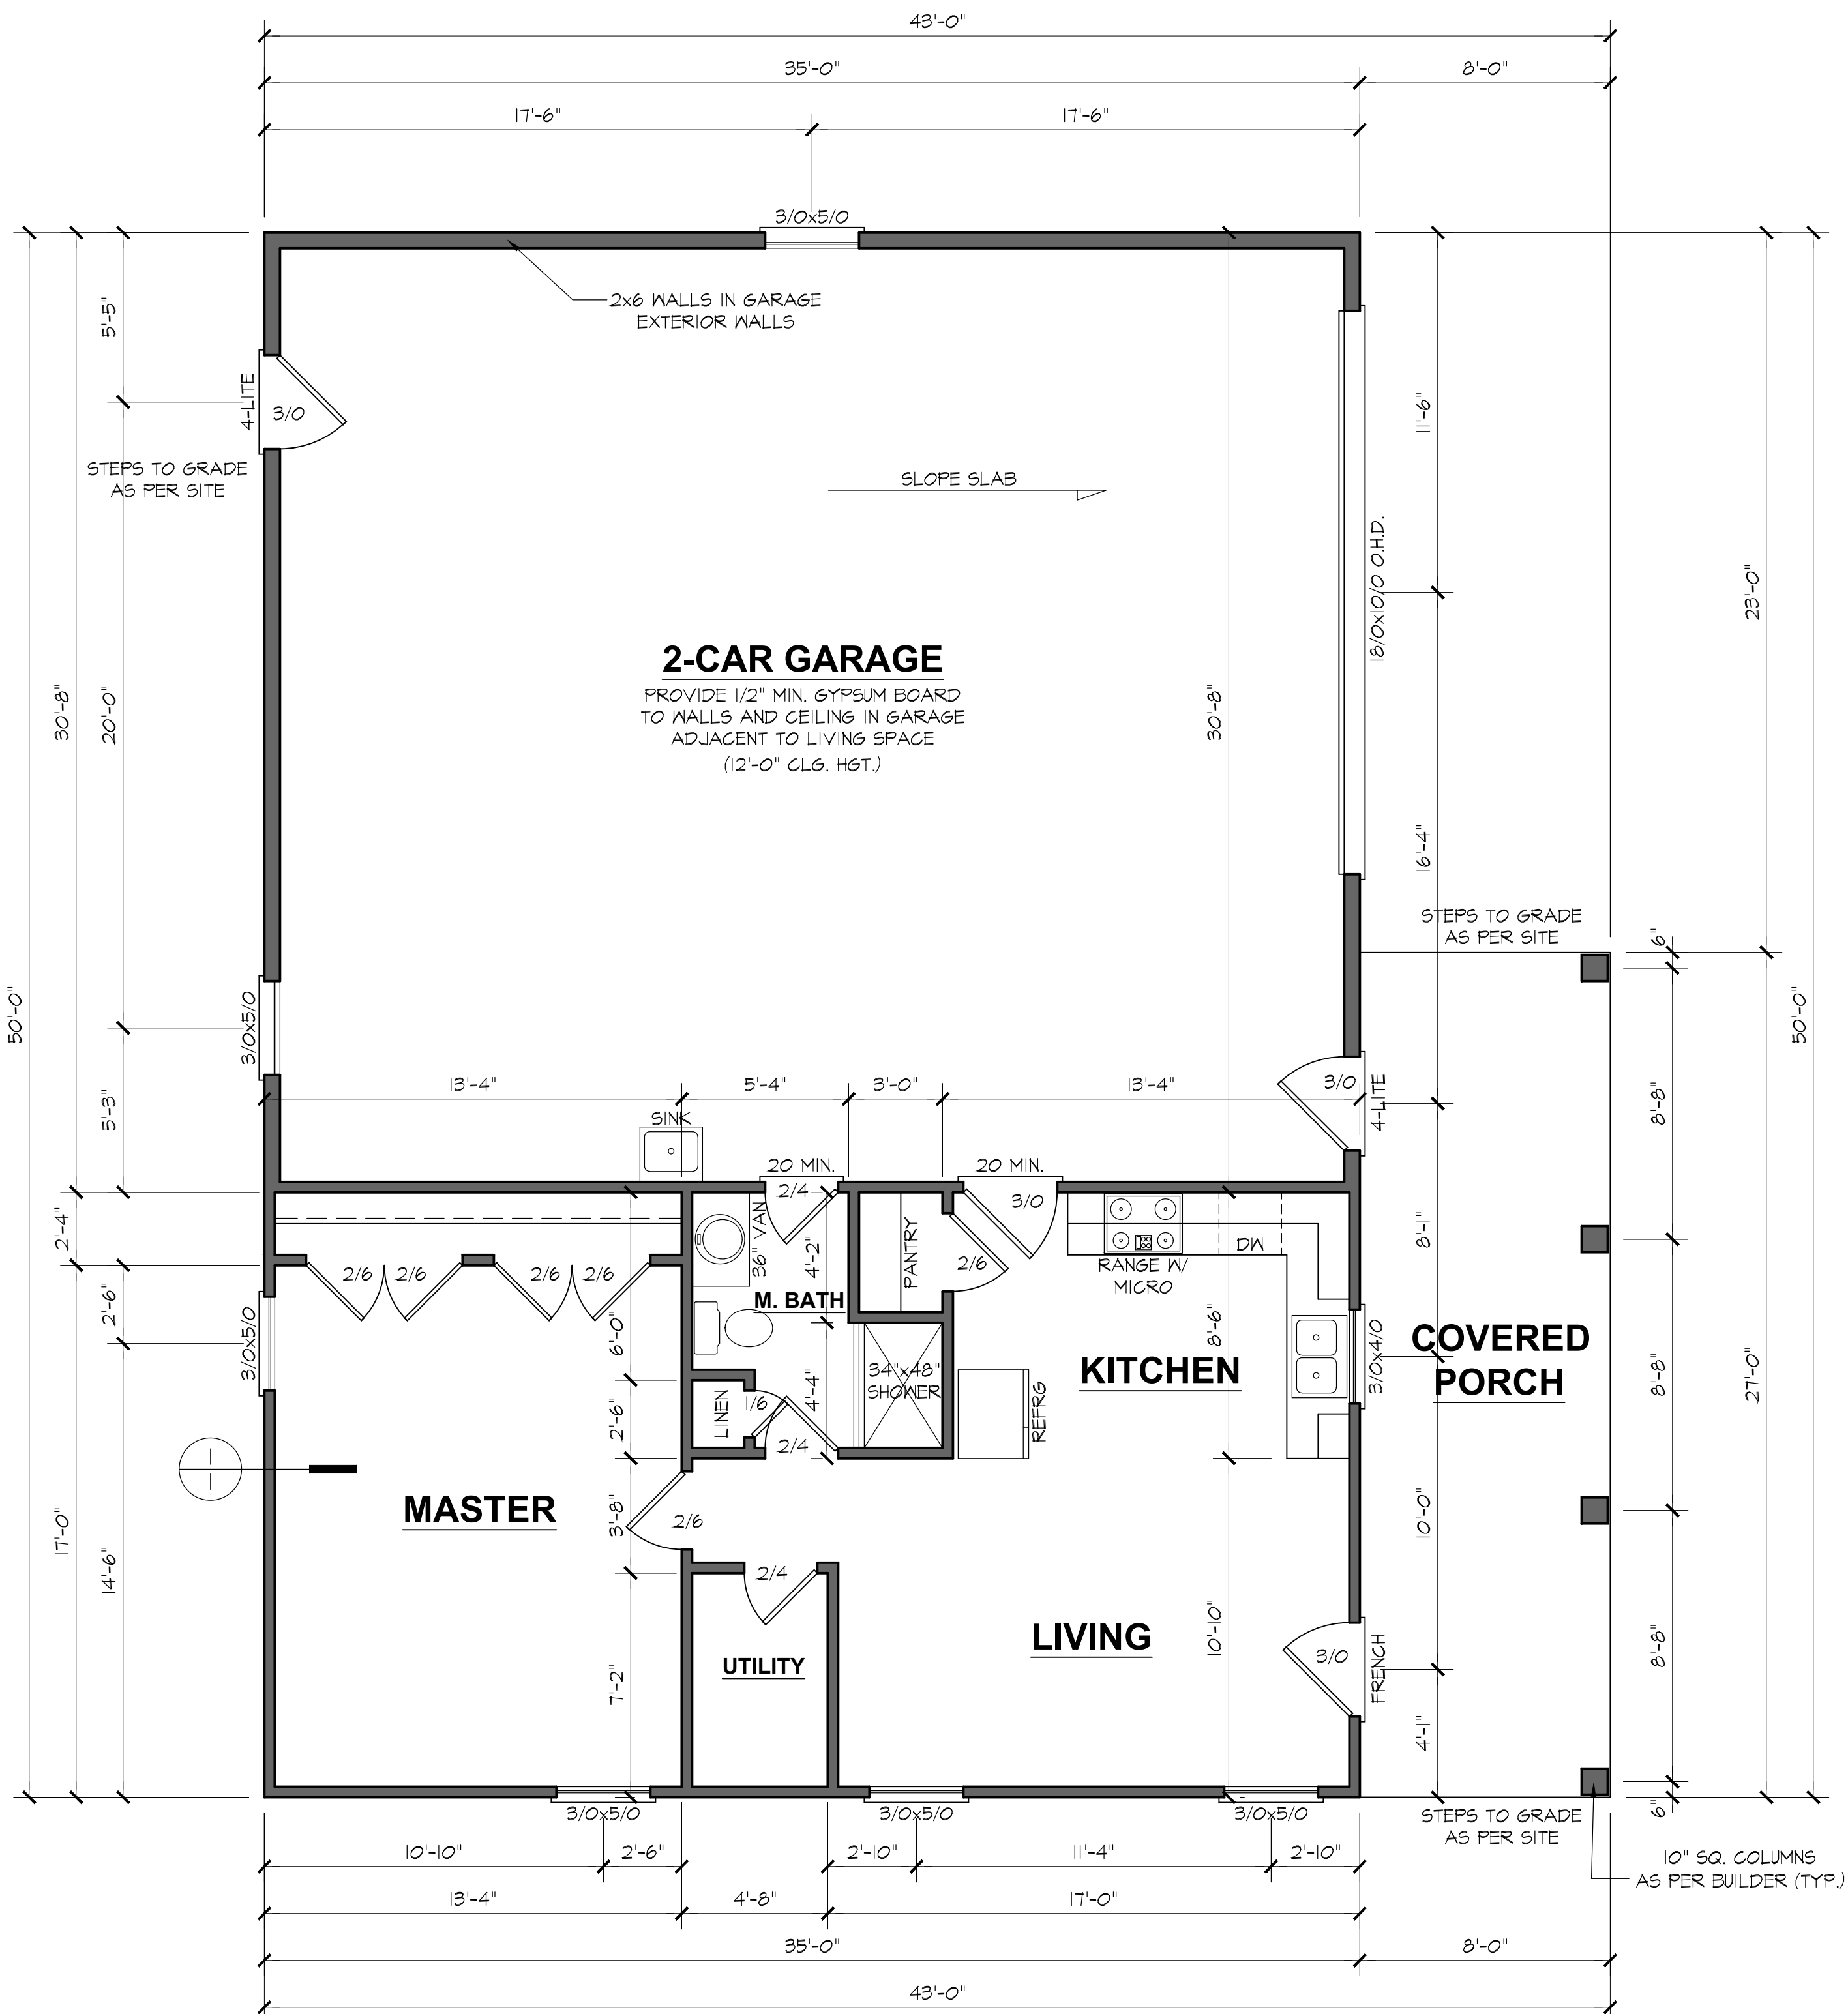 43'-0"
35'-0"
8'-0"
17'-6"
17'-6"
3/0x5/0
2x6 WALLS IN GARAGE
EXTERIOR WALLS
5'-5"
4-LITE
3/0
STEPS TO GRADE
AS PER SITE
SLOPE SLAB
11'-6"
18/0x10/0 O.H.D.
23'-0"
2-CAR GARAGE
PROVIDE 1/2" MIN. GYPSUM BOARD
TO WALLS AND CEILING IN GARAGE
ADJACENT TO LIVING SPACE
(12'-0" CLG. HGT.)
30'-8"
20'-0"
30'-8"
16'-4"
STEPS TO GRADE
AS PER SITE
6"
50'-0"
3/0x5/0
50'-0"
13'-4"
5'-4"
3'-0"
13'-4"
3/0
4-LITE
8'-8"
5'-3"
SINK
20 MIN.
2/4
20 MIN.
3/0
2'-4"
36" VAN
4'-2"
PANTRY
2/6
RANGE W/
MICRO
DW
8'-1"
2/6
2/6
2/6
2/6
M. BATH
2'-6"
3/0x5/0
6'-0"
8'-6"
KITCHEN
3/0x4/0
COVERED
PORCH
8'-8"
27'-0"
34"x48"
SHOWER
4'-4"
LINEN
1/6
2'-6"
2/4
REFRG
MASTER
3'-8"
2/6
17'-0"
14'-6"
10'-0"
2/4
UTILITY
7'-2"
LIVING
10'-10"
3/0
FRENCH
8'-8"
4'-1"
3/0x5/0
3/0x5/0
3/0x5/0
STEPS TO GRADE
AS PER SITE
6"
10'-10"
2'-6"
2'-10"
11'-4"
2'-10"
10" SQ. COLUMNS
AS PER BUILDER (TYP.)
13'-4"
4'-8"
17'-0"
35'-0"
8'-0"
43'-0"